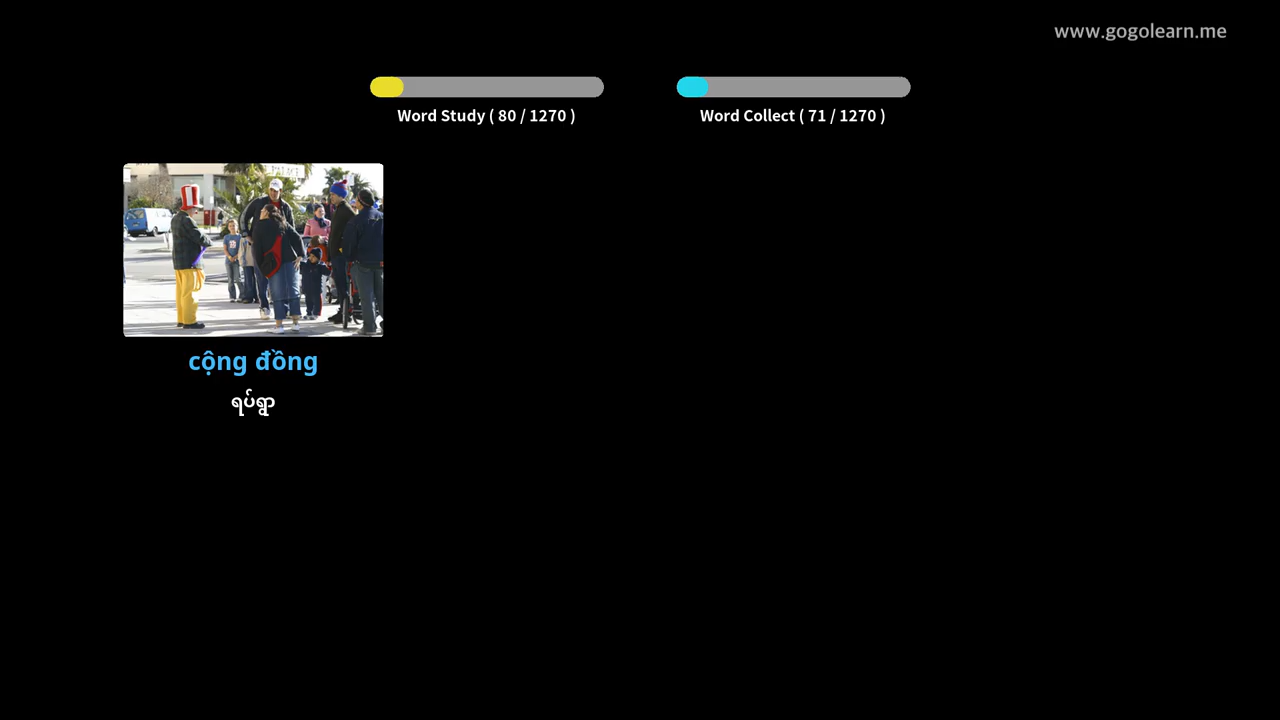 www.gogolearn.me
Word Study ( 80 / 1270 )
Word Collect ( 71 / 1270 )
cộng đồng
ရပ်ရွာ